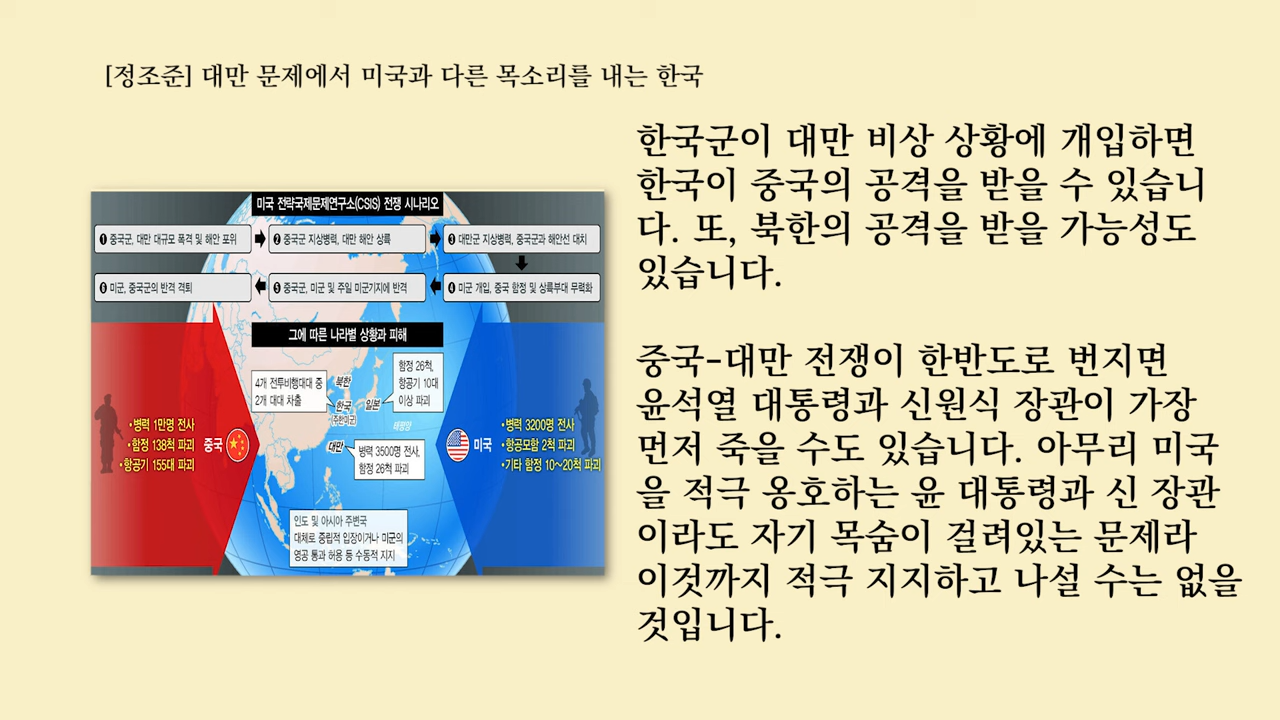 [정조준] 대만 문제에서 미국과 다른 목소리를 내는 한국
미국 전략국제문제연구소(CSIS) 전쟁 시나리오
❶ 중국군, 대만 대규모 폭격 및 해안 포위
❷ 중국군 지상병력, 대만 해안 상륙
❸ 대만군 지상병력, 중국군과 해안선 대치
❻ 미군, 중국군의 반격 격퇴
❺ 중국군, 미군 및 주일 미군기지에 반격
❹ 미군 개입, 중국 함정 및 상륙부대 무력화
그에 따른 나라별 상황과 피해
4개 전투비행대대 중
2개 대대 차출
북한
한국
(주한미군)
일본
함정 26척,
항공기 10대
이상 파괴
태평양
대만
병력 3500명 전사,
함정 26척 파괴
•병력 1만명 전사
•함정 138척 파괴
•항공기 155대 파괴
중국
미국
•병력 3200명 전사
•항공모함 2척 파괴
•기타 함정 10~20척 파괴
인도 및 아시아 주변국
대체로 중립적 입장이거나 미군의
영공 통과 허용 등 수동적 지지
한국군이 대만 비상 상황에 개입하면
한국이 중국의 공격을 받을 수 있습니
다. 또, 북한의 공격을 받을 가능성도
있습니다.
중국-대만 전쟁이 한반도로 번지면
윤석열 대통령과 신원식 장관이 가장
먼저 죽을 수도 있습니다. 아무리 미국
을 적극 옹호하는 윤 대통령과 신 장관
이라도 자기 목숨이 걸려있는 문제라
이것까지 적극 지지하고 나설 수는 없을
것입니다.